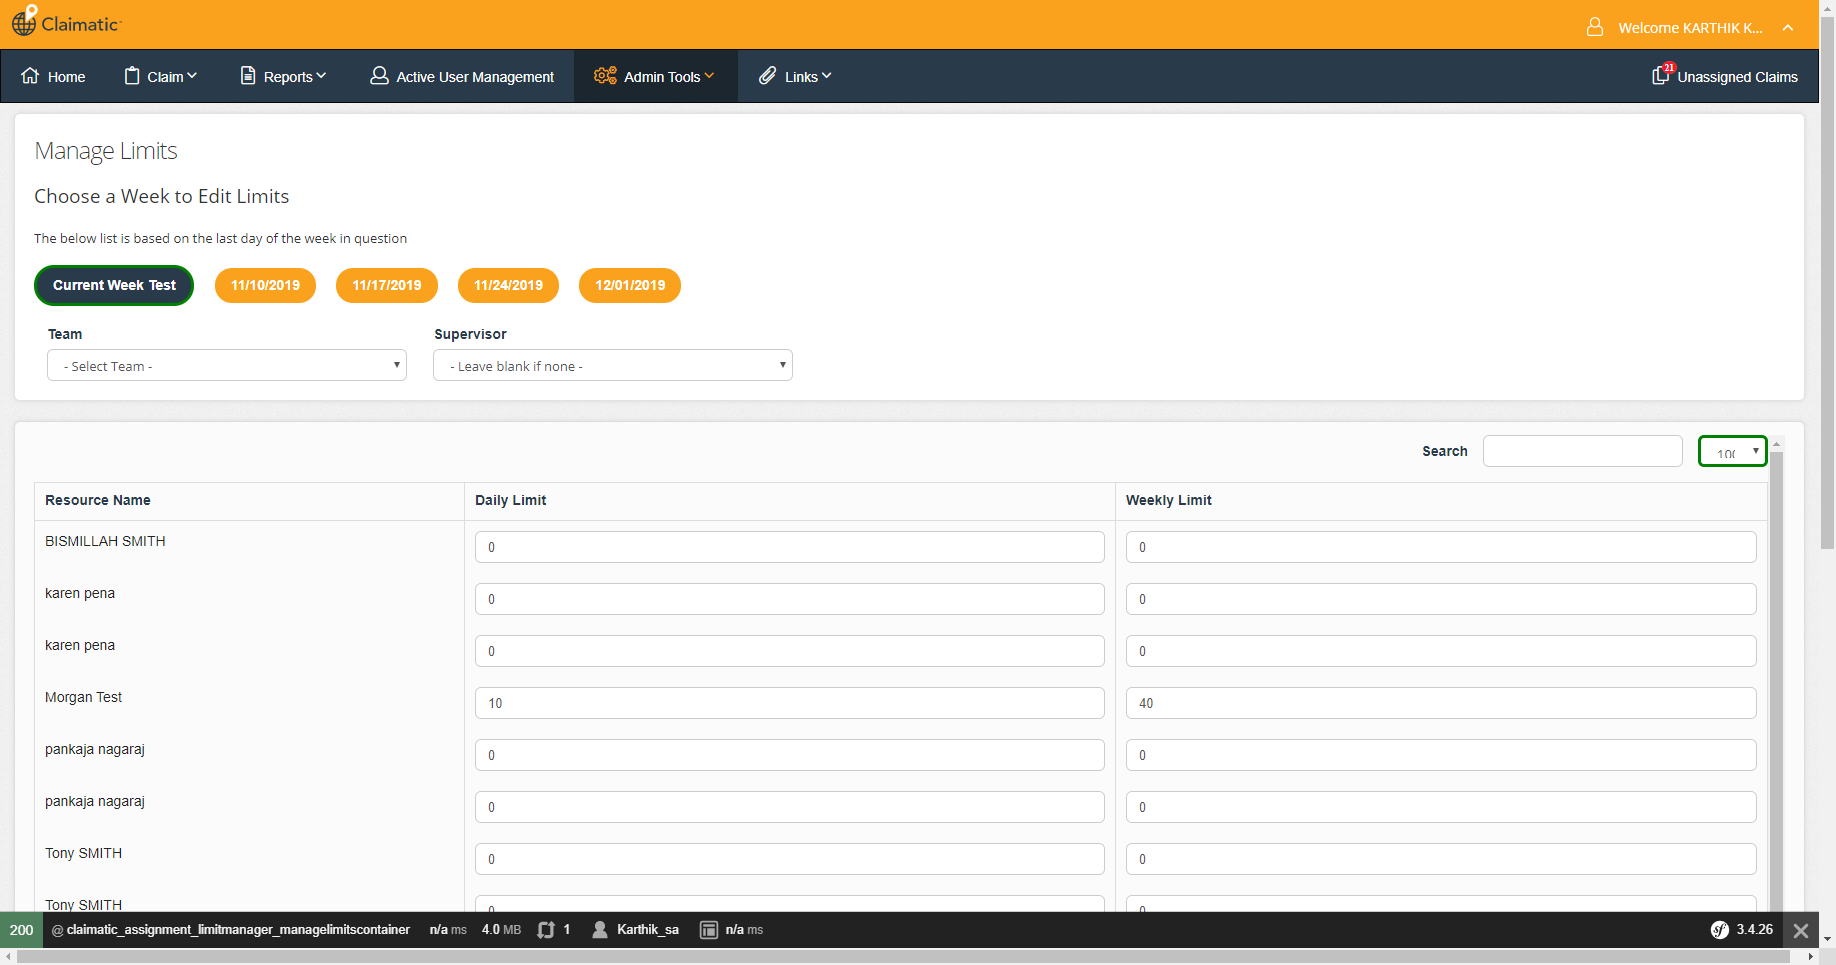 Claimatic
Welcome KARTHIK K...
Home
Claim
Reports
Active User Management
Admin Tools
Links
21
Unassigned Claims
Manage Limits
Choose a Week to Edit Limits
The below list is based on the last day of the week in question
Current Week Test
11/10/2019
11/17/2019
11/24/2019
12/01/2019
Team
Supervisor
- Select Team -
- Leave blank if none -
Search
Resource Name
Daily Limit
Weekly Limit
BISMILLAH SMITH
0
0
karen pena
0
0
karen pena
0
0
Morgan Test
10
40
pankaja nagaraj
0
0
pankaja nagaraj
0
0
Tony SMITH
0
0
Tony SMITH
0
0
200
@ claimatic_assignment_limitmanager_managelimitscontainer
n/a ms
4.0 MB
1
Karthik_sa
n/a ms
sf
3.4.26